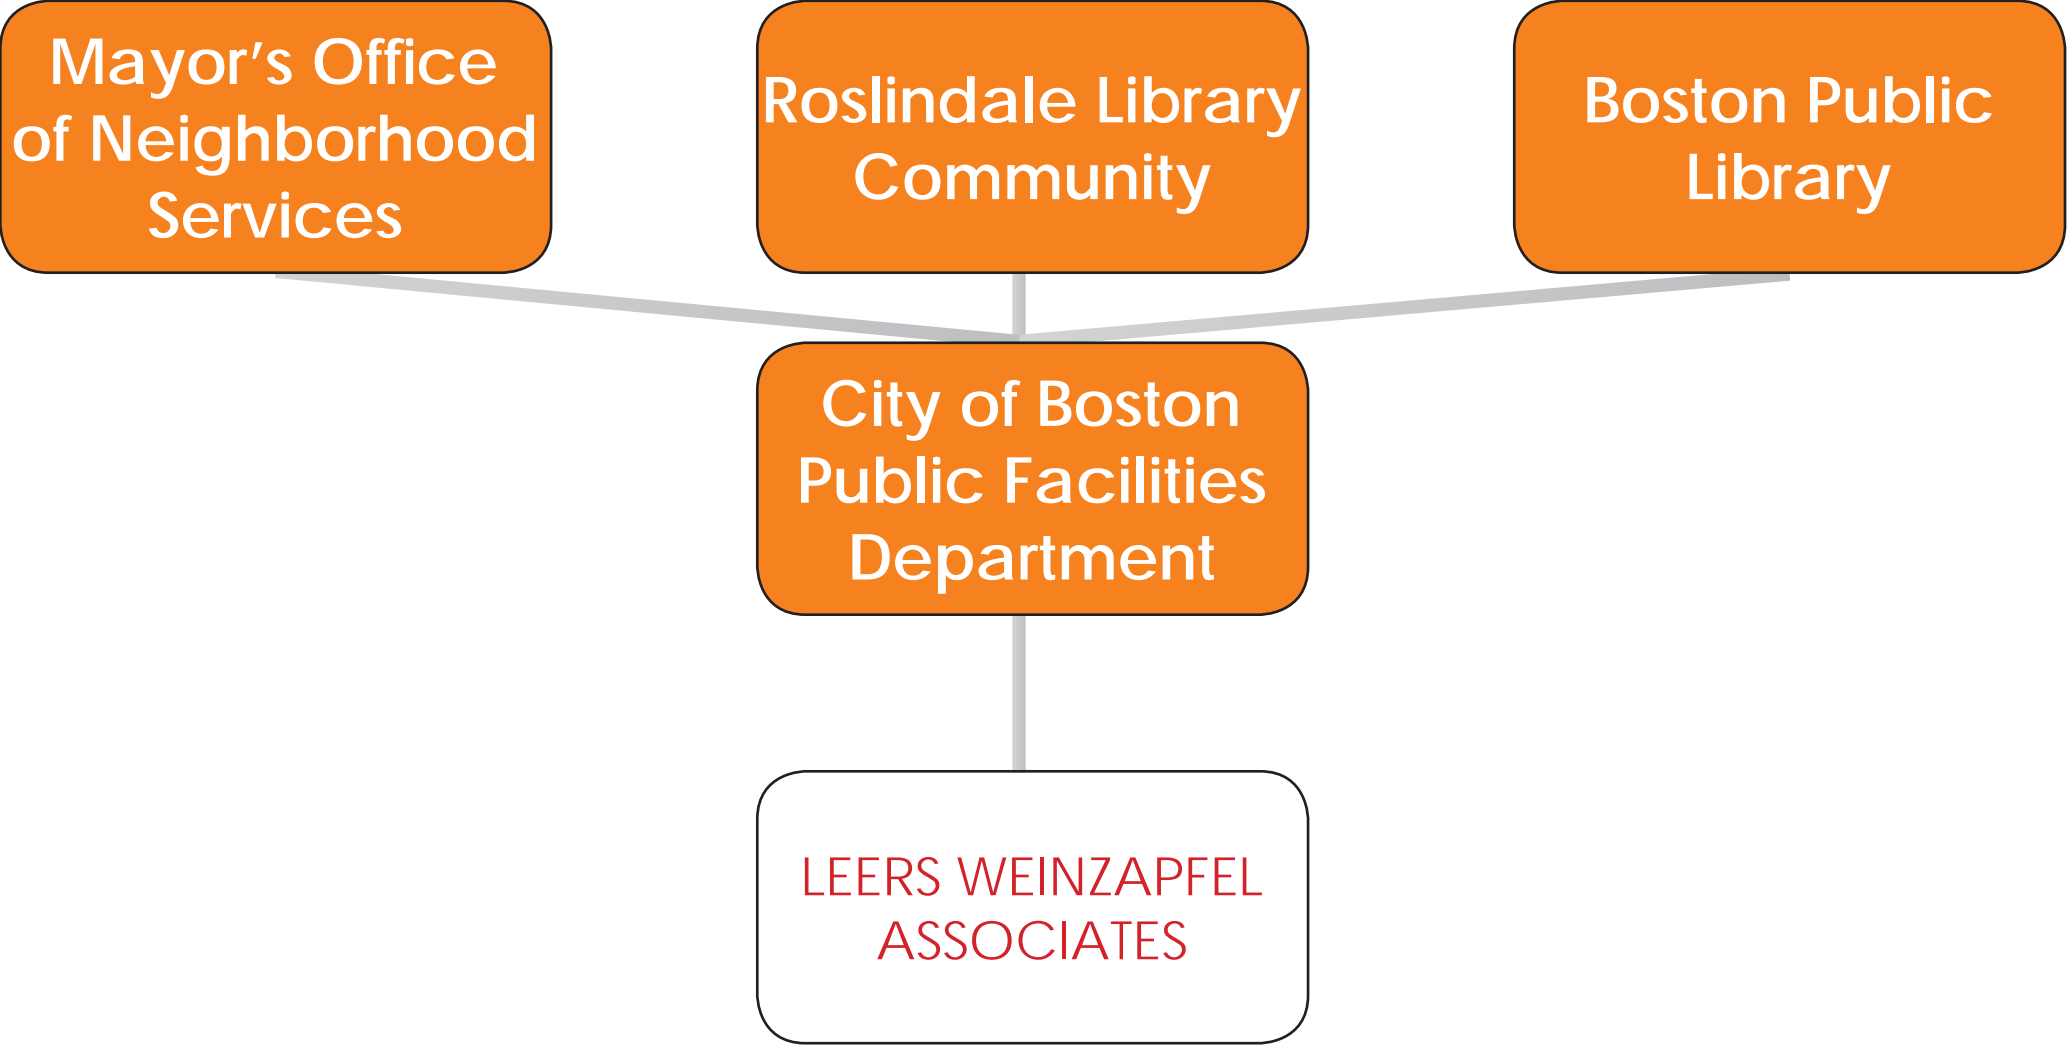 Mayor’s Office
of Neighborhood
Services
Roslindale Library
Community
Boston Public
Library
City of Boston
Public Facilities
Department
LEERS WEINZAPFEL
ASSOCIATES